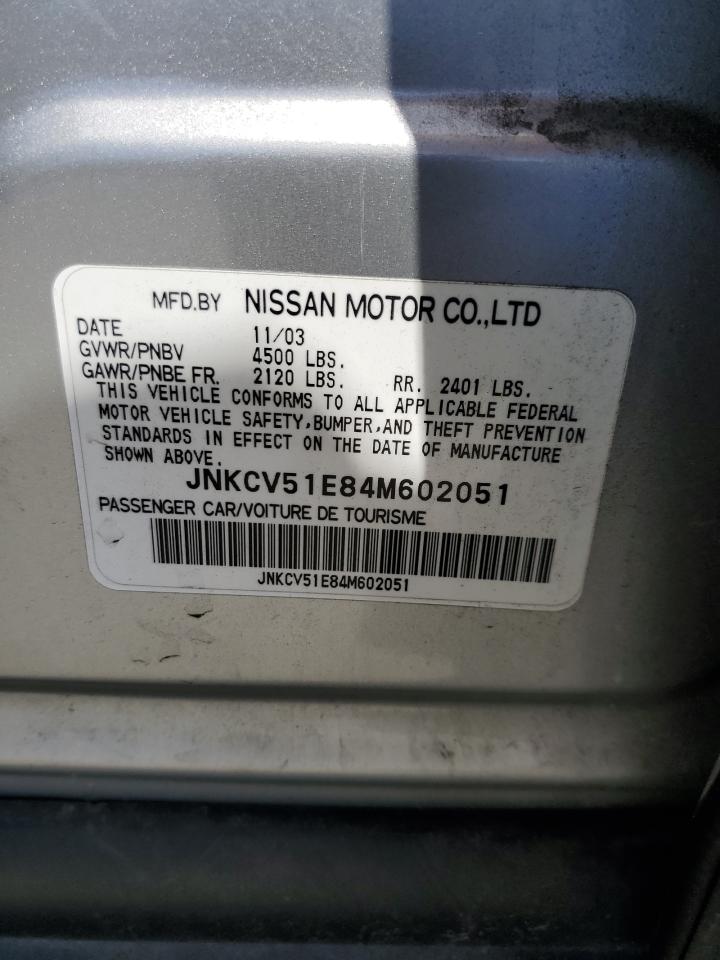 MFD.BY NISSAN MOTOR CO.,LTD
DATE 11/03
GVWR/PNBV 4500 LBS.
GAWR/PNBE FR. 2120 LBS. RR. 2401 LBS.
THIS VEHICLE CONFORMS TO ALL APPLICABLE FEDERAL
MOTOR VEHICLE SAFETY,BUMPER,AND THEFT PREVENTION
STANDARDS IN EFFECT ON THE DATE OF MANUFACTURE
SHOWN ABOVE.
JNKCV51E84M602051
PASSENGER CAR/VOITURE DE TOURISME
JNKCV51E84M602051